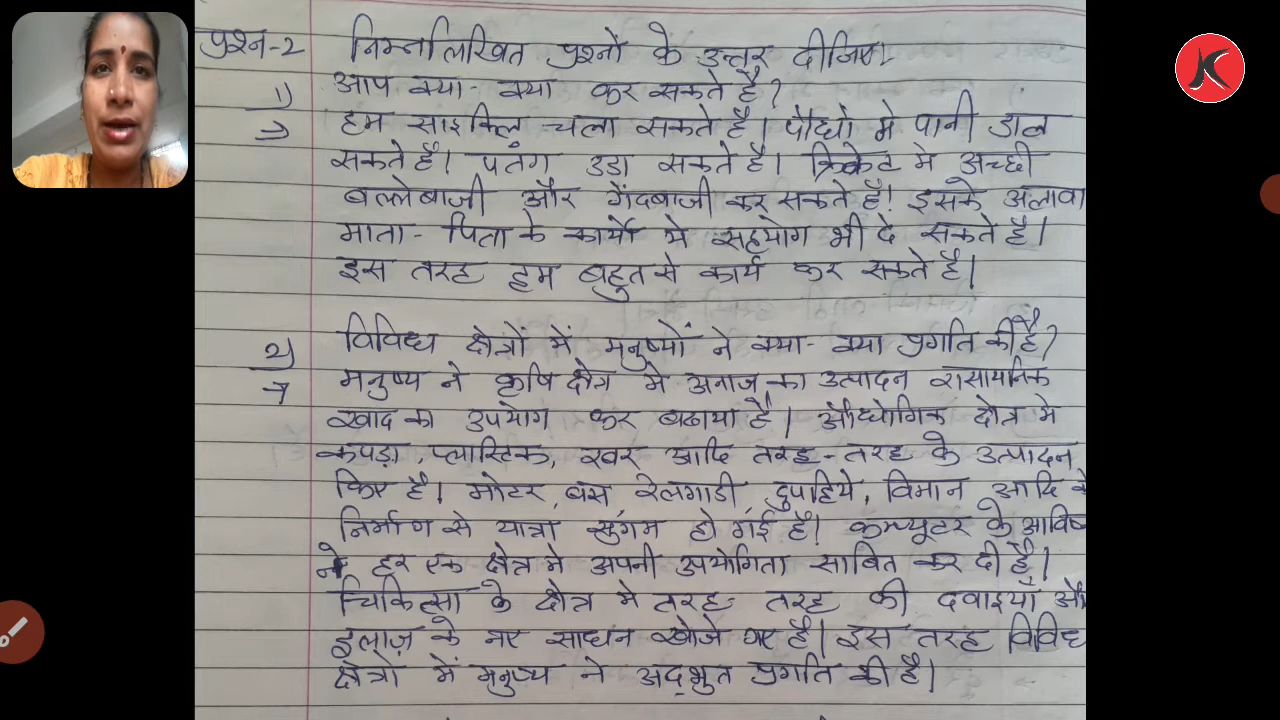 प्रश्न-2 निम्नलिखित प्रश्नों के उत्तर दीजिए
1) आप क्या-क्या कर सकते है?
→ हम साइकिल चला सकते है। पौधो मे पानी डाल
सकते है। पतंग उडा सकते है। क्रिकेट मे अच्छी
बल्लेबाजी और गेंदबाजी कर सकते है। इसके अलावा
माता-पिता के कार्यो मे सहयोग भी दे सकते है।
इस तरह हम बहुत से कार्य कर सकते है।
2) विविध क्षेत्रों में मनुष्यों ने क्या-क्या प्रगति की है?
→ मनुष्य ने कृषि क्षेत्र मे अनाज का उत्पादन रासायनिक
खाद का उपयोग कर बढाया है। औद्योगिक क्षेत्र मे
कपड़ा, प्लास्टिक, रबर आदि तरह-तरह के उत्पादन
किए है। मोटर, बस, रेलगाडी, दुपहिये, विमान आदि के
निर्माण से यात्रा सुगम हो गई है। कम्प्यूटर के आविष
ने हर एक क्षेत्र मे अपनी उपयोगिता साबित कर दी है।
चिकित्सा के क्षेत्र मे तरह-तरह की दवाइयाँ औ
इलाज़ के नए साधन खोजे गए है। इस तरह विविध
क्षेत्रो में मनुष्य ने अद्भुत प्रगति की है।